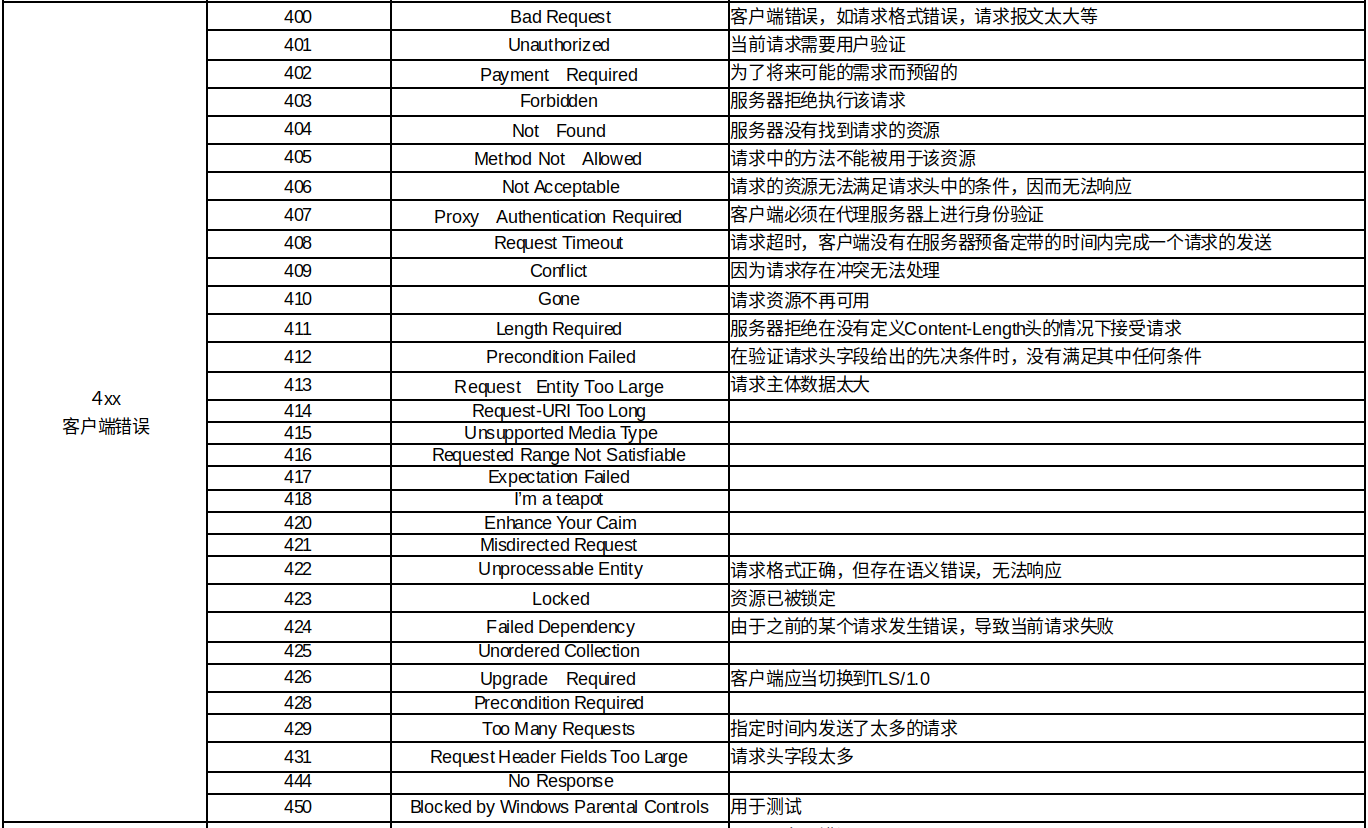 400 Bad Request 客户端错误，如请求格式错误，请求报文太大等
401 Unauthorized 当前请求需要用户验证
402 Payment Required 为了将来可能的需求而预留的
403 Forbidden 服务器拒绝执行该请求
404 Not Found 服务器没有找到请求的资源
405 Method Not Allowed 请求中的方法不能被用于该资源
406 Not Acceptable 请求的资源无法满足请求头中的条件，因而无法响应
407 Proxy Authentication Required 客户端必须在代理服务器上进行身份验证
408 Request Timeout 请求超时，客户端没有在服务器预备定带的时间内完成一个请求的发送
409 Conflict 因为请求存在冲突无法处理
410 Gone 请求资源不再可用
411 Length Required 服务器拒绝在没有定义Content-Length头的情况下接受请求
412 Precondition Failed 在验证请求头字段给出的先决条件时，没有满足其中任何条件
413 Request Entity Too Large 请求主体数据太大
4xx
客户端错误
414 Request-URI Too Long
415 Unsupported Media Type
416 Requested Range Not Satisfiable
417 Expectation Failed
418 I'm a teapot
420 Enhance Your Caim
421 Misdirected Request
422 Unprocessable Entity 请求格式正确，但存在语义错误，无法响应
423 Locked 资源已被锁定
424 Failed Dependency 由于之前的某个请求发生错误，导致当前请求失败
425 Unordered Collection
426 Upgrade Required 客户端应当切换到TLS/1.0
428 Precondition Required
429 Too Many Requests 指定时间内发送了太多的请求
431 Request Header Fields Too Large 请求头字段太多
444 No Response
450 Blocked by Windows Parental Controls 用于测试